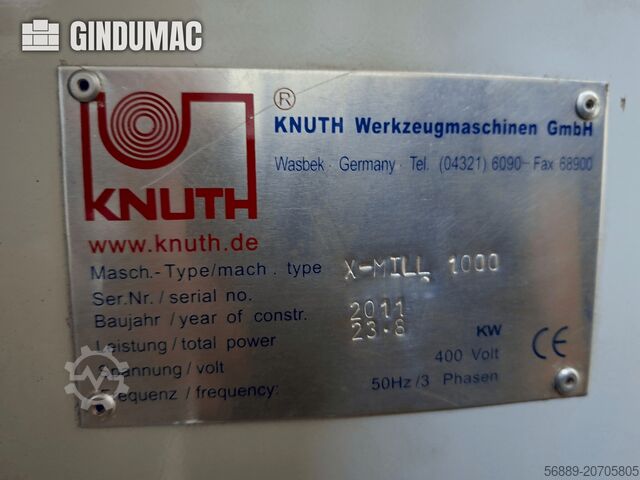 GINDUMAC
®
KNUTH
KNUTH Werkzeugmaschinen GmbH
Wasbek · Germany · Tel. (04321) 6090 - Fax 68900
www.knuth.de
Masch.-Type/mach. type X-MILL 1000
Ser.Nr. / serial no.
Baujahr / year of constr. 2011
Leistung / total power 23.8 KW
Spannung / volt 400 Volt
Frequenz / frequency: 50Hz /3 Phasen
CE
56889-20705805